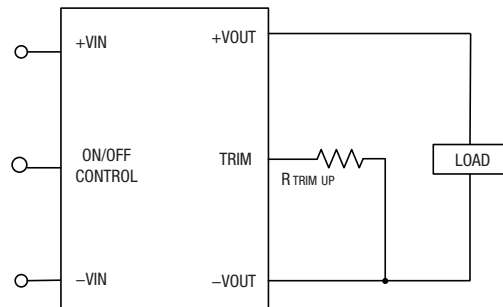 +VIN
+VOUT
ON/OFF
CONTROL
TRIM
R TRIM UP
LOAD
–VIN
–VOUT